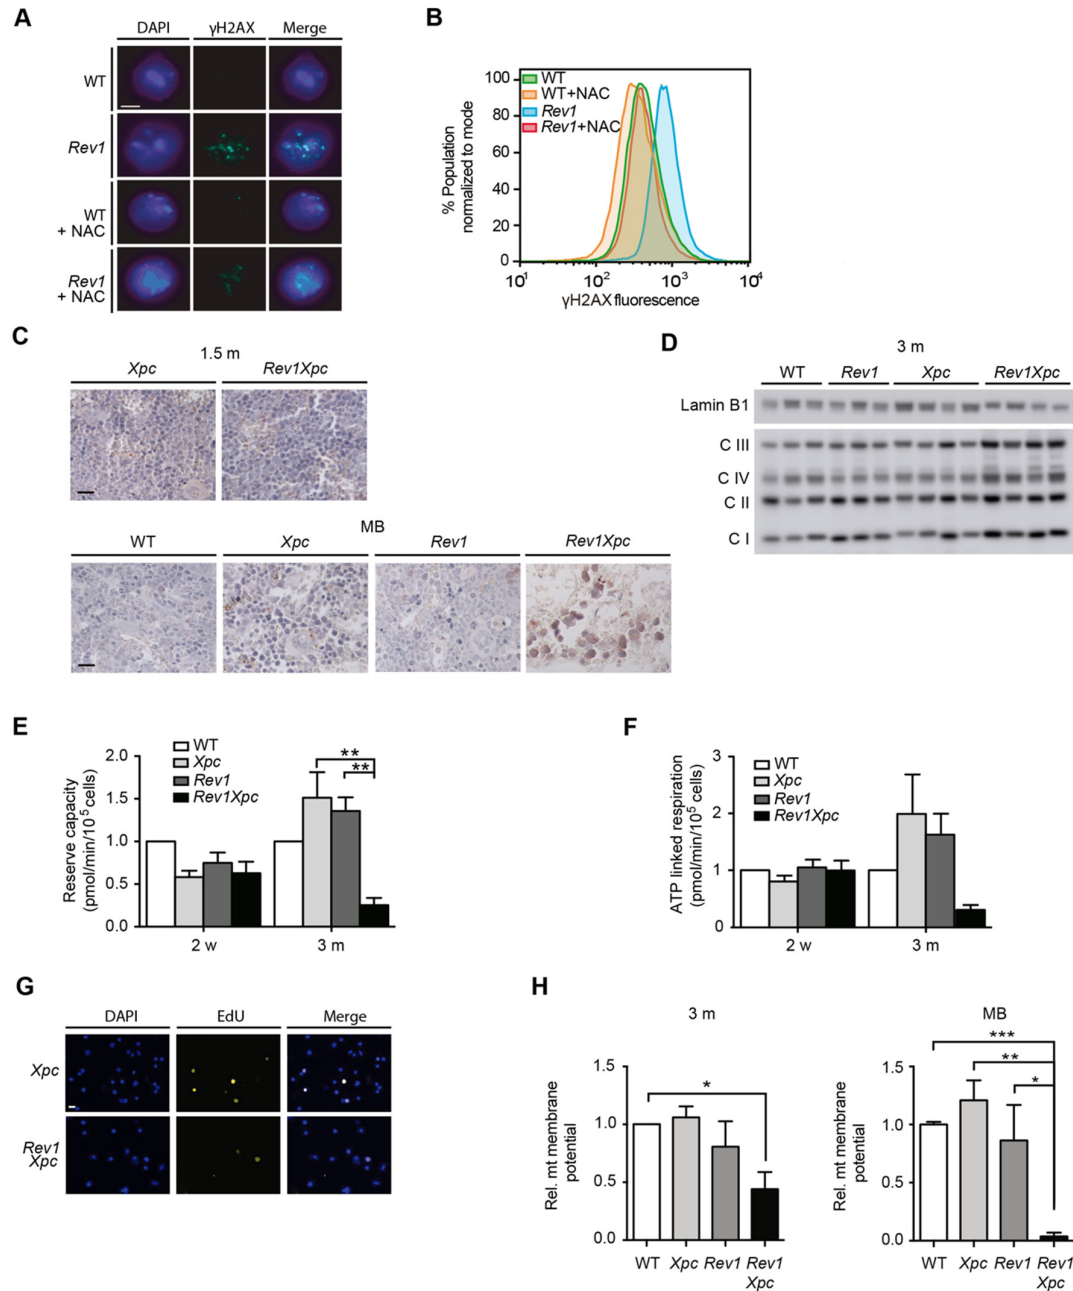 A
DAPI γH2AX Merge
WT
Rev1
WT
+ NAC
Rev1
+ NAC
B
% Population
normalized to mode
100
80
60
40
20
0
WT
WT+NAC
Rev1
Rev1+NAC
10¹ 10² 10³ 10⁴
γH2AX fluorescence
C
1.5 m
Xpc Rev1Xpc
MB
WT Xpc Rev1 Rev1Xpc
D
3 m
WT Rev1 Xpc Rev1Xpc
Lamin B1
C III
C IV
C II
C I
E
Reserve capacity
(pmol/min/10⁵ cells)
2.0
1.5
1.0
0.5
0.0
WT
Xpc
Rev1
Rev1Xpc
**
**
2 w 3 m
F
ATP linked respiration
(pmol/min/10⁵ cells)
3
2
1
0
WT
Xpc
Rev1
Rev1Xpc
2 w 3 m
G
DAPI EdU Merge
Xpc
Rev1
Xpc
H
3 m
Rel. mt membrane
potential
1.5
1.0
0.5
0.0
*
WT Xpc Rev1 Rev1
Xpc
MB
Rel. mt membrane
potential
1.5
1.0
0.5
0.0
***
**
*
WT Xpc Rev1 Rev1
Xpc